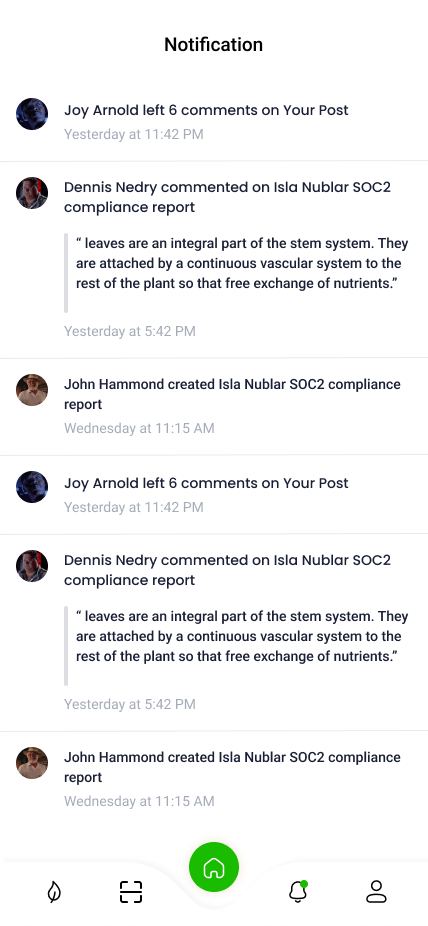 Notification
Joy Arnold left 6 comments on Your Post
Yesterday at 11:42 PM
Dennis Nedry commented on Isla Nublar SOC2
compliance report
“ leaves are an integral part of the stem system. They
are attached by a continuous vascular system to the
rest of the plant so that free exchange of nutrients.”
Yesterday at 5:42 PM
John Hammond created Isla Nublar SOC2 compliance
report
Wednesday at 11:15 AM
Joy Arnold left 6 comments on Your Post
Yesterday at 11:42 PM
Dennis Nedry commented on Isla Nublar SOC2
compliance report
“ leaves are an integral part of the stem system. They
are attached by a continuous vascular system to the
rest of the plant so that free exchange of nutrients.”
Yesterday at 5:42 PM
John Hammond created Isla Nublar SOC2 compliance
report
Wednesday at 11:15 AM